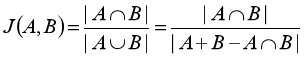 J(A,B) = |A∩B| / |A∪B| = |A∩B| / |A+B−A∩B|